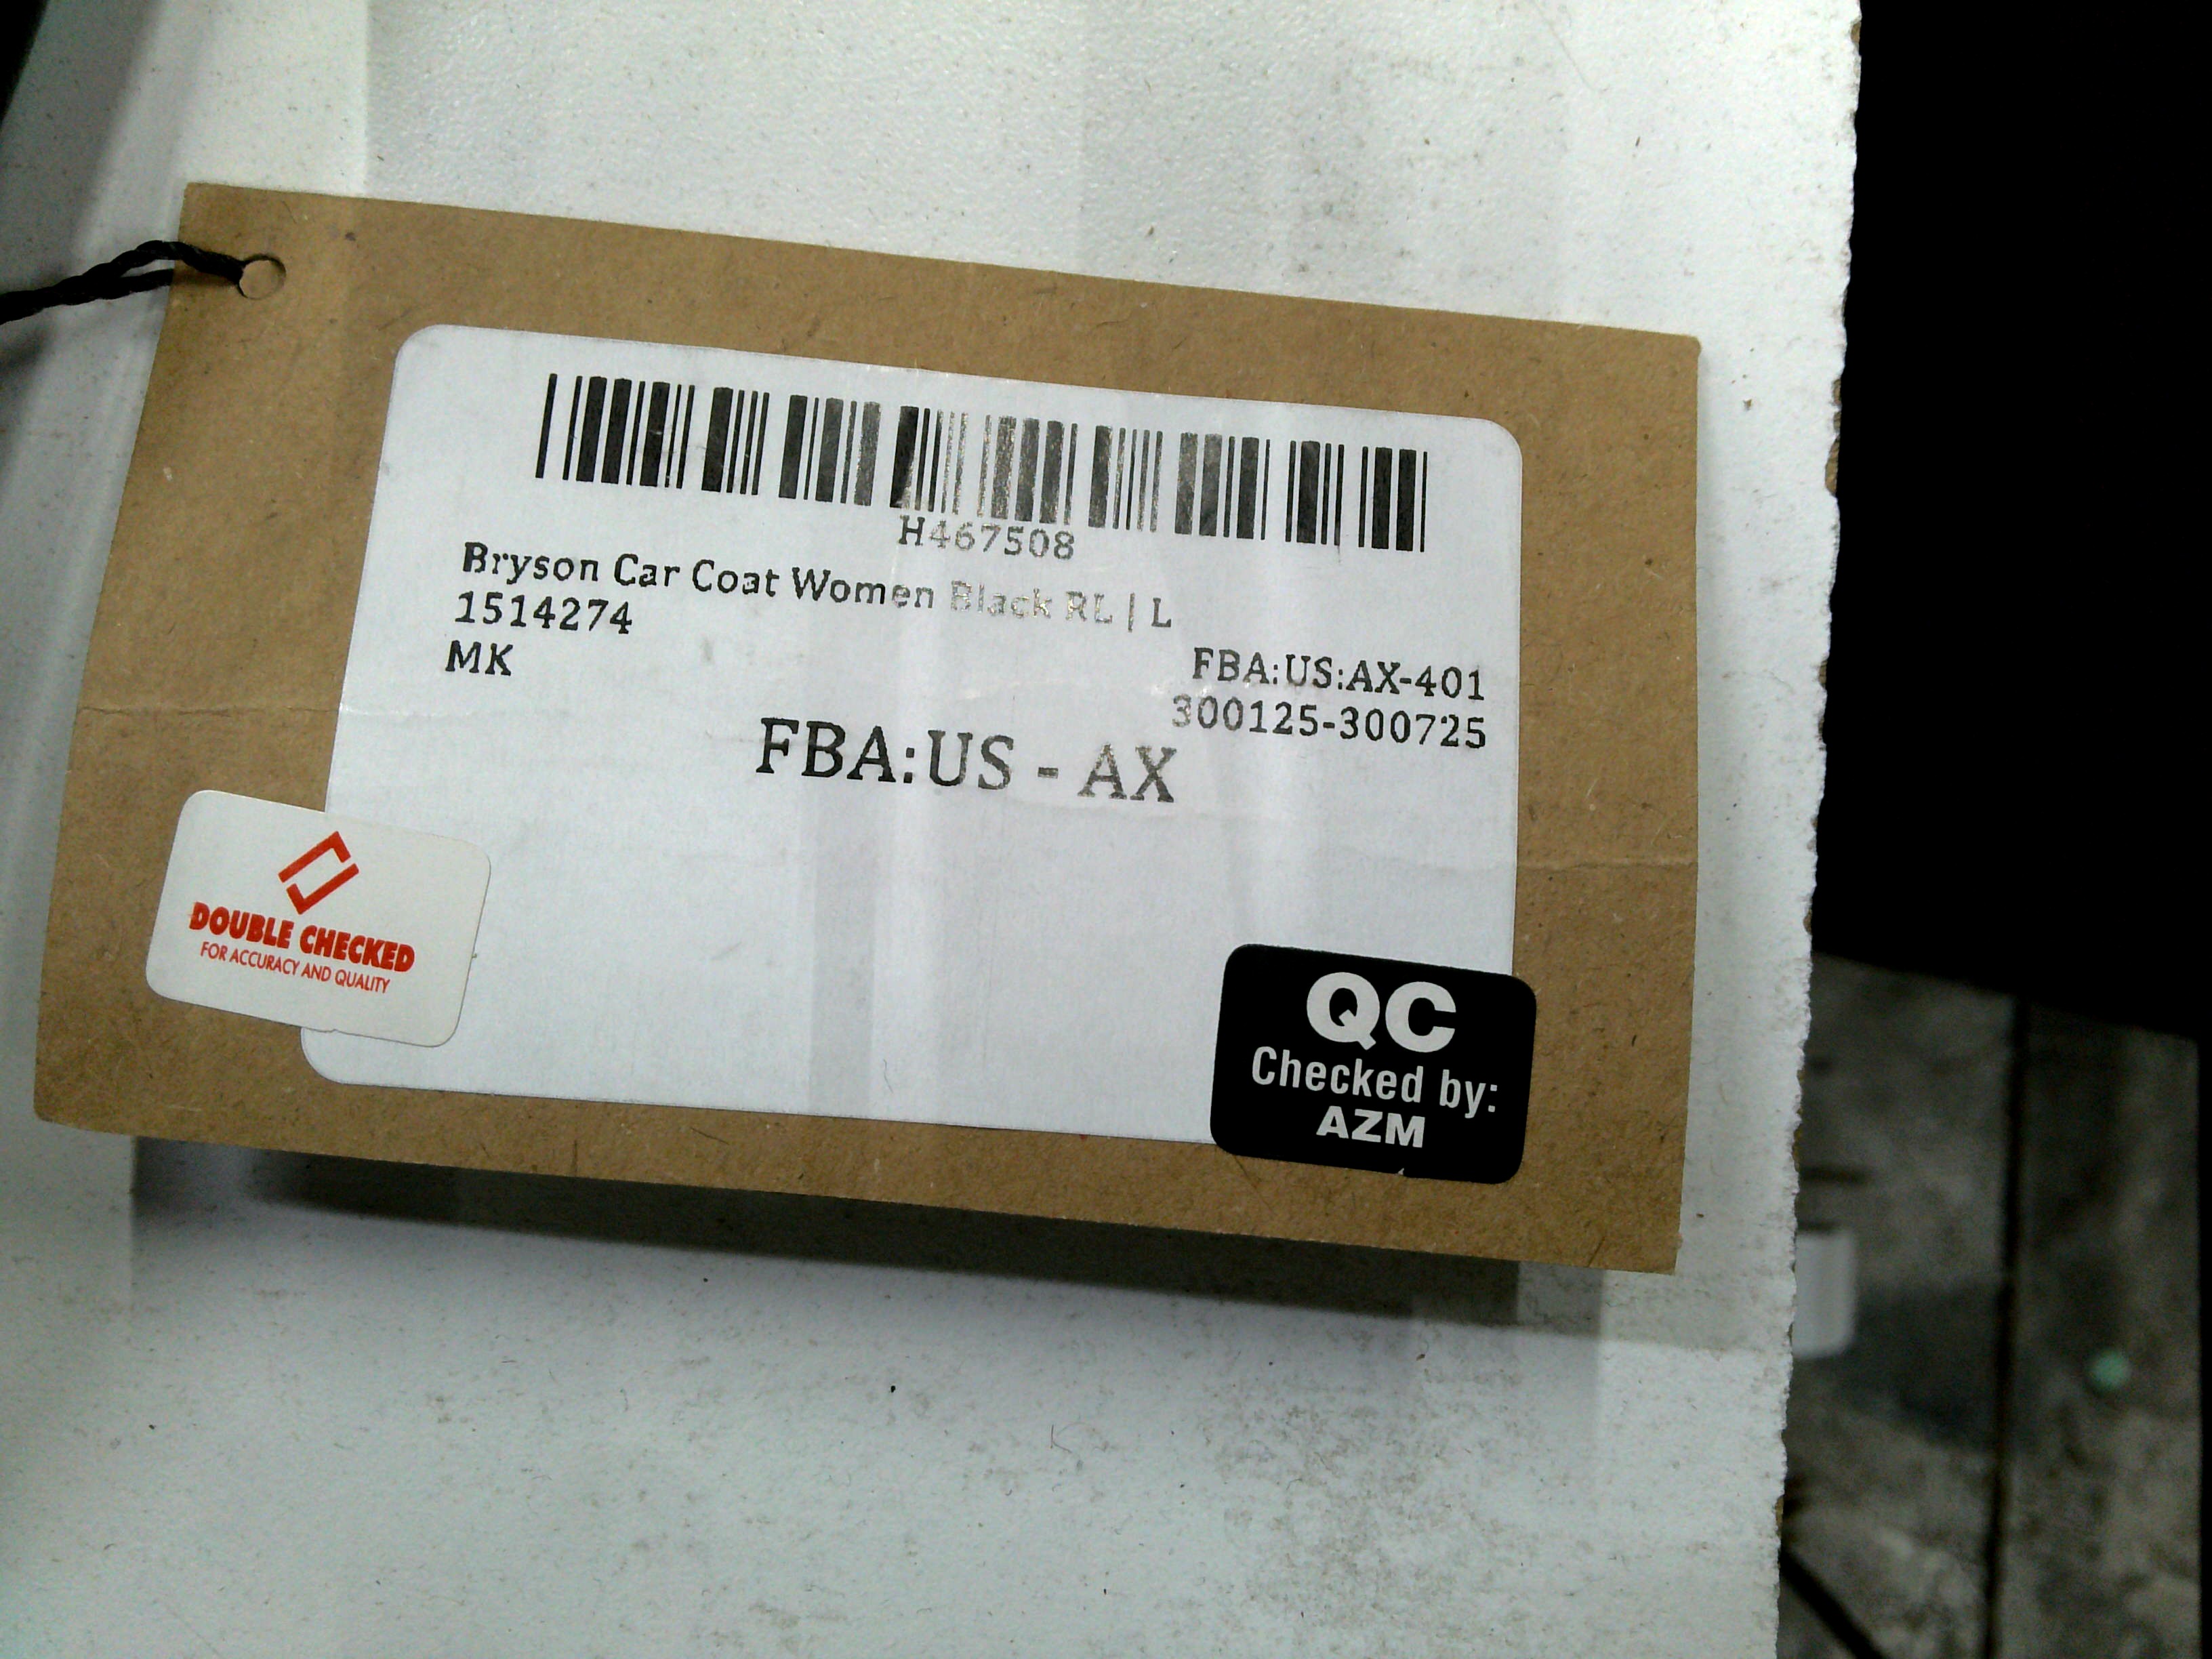 H467508
Bryson Car Coat Women Black RL | L
1514274
MK
FBA:US:AX-401
300125-300725
FBA:US - AX
DOUBLE CHECKED
FOR ACCURACY AND QUALITY
QC
Checked by:
AZM